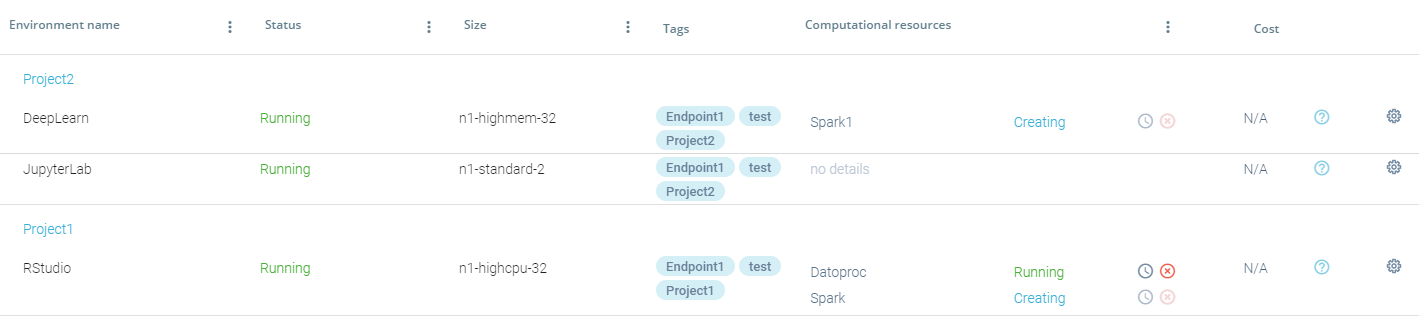 Environment name Status Size Tags Computational resources Cost
Project2
DeepLearn Running n1-highmem-32 Endpoint1 test Spark1 Creating N/A ?
Project2
JupyterLab Running n1-standard-2 Endpoint1 test no details N/A ?
Project2
Project1
RStudio Running n1-highcpu-32 Endpoint1 test Datoproc Running N/A ?
Project1 Spark Creating